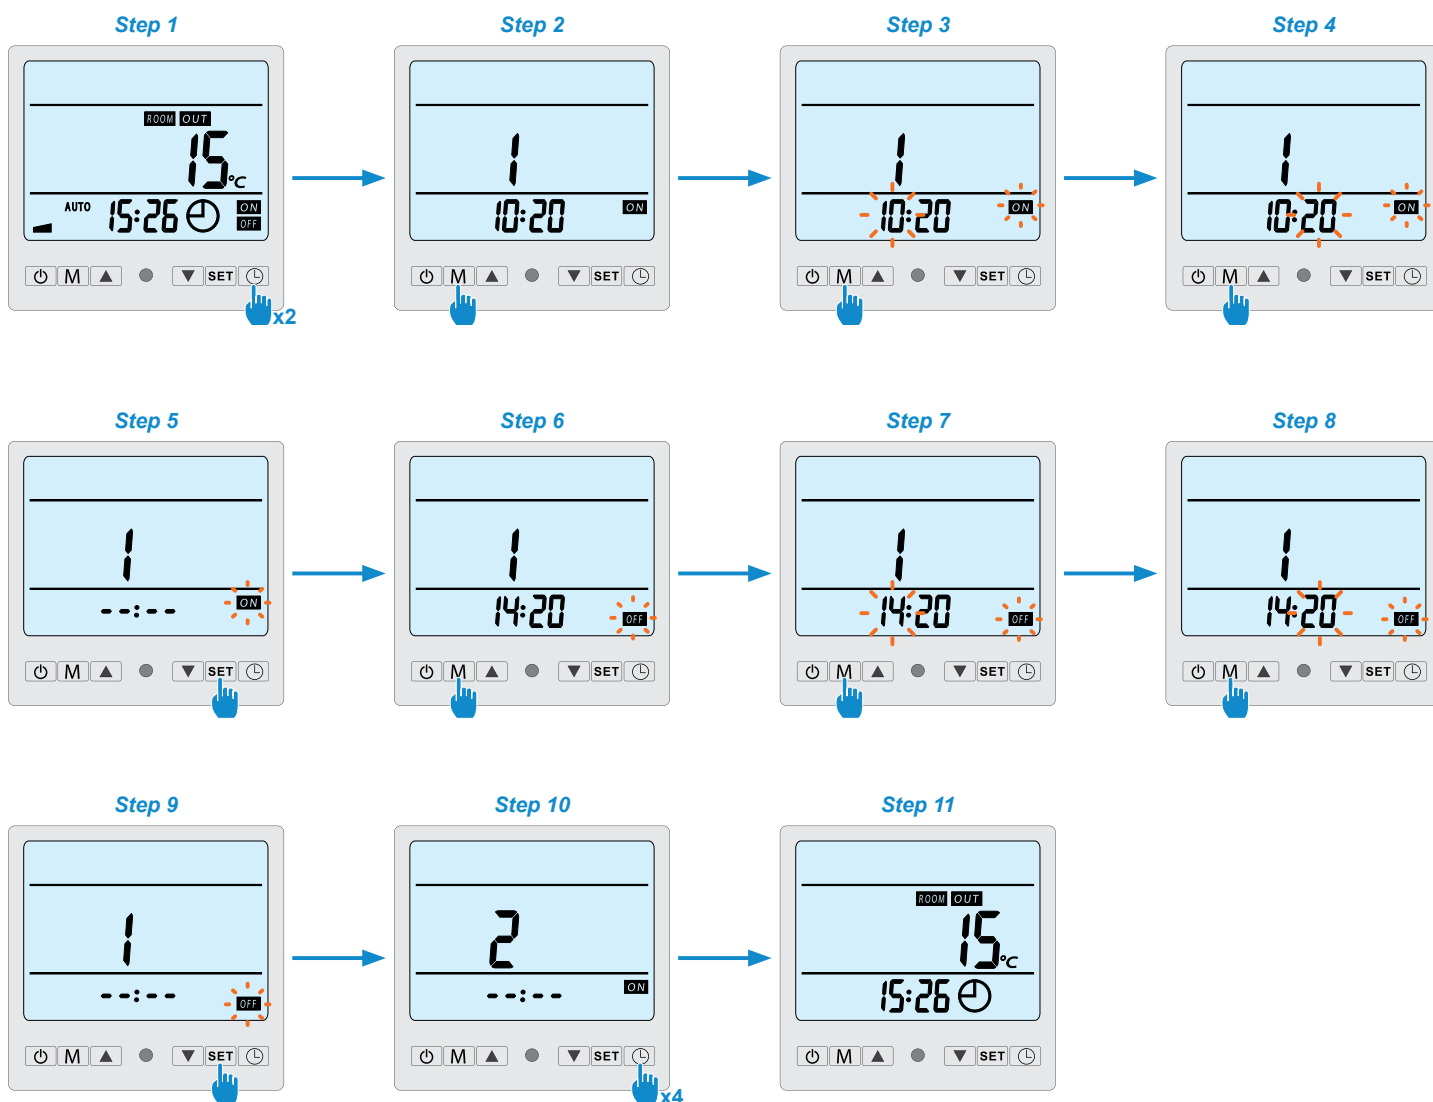 Step 1 Step 2 Step 3 Step 4
ROOM OUT
15°C 1 1 1
AUTO 15:26 ON OFF 10:20 ON 10:20 ON 10:20 ON
M SET M SET M SET M SET
x2
Step 5 Step 6 Step 7 Step 8
1 1 1 1
--:-- ON 14:20 OFF 14:20 OFF 14:20 OFF
M SET M SET M SET M SET
Step 9 Step 10 Step 11
ROOM OUT
1 2 15°C
--:-- OFF --:-- ON 15:26
M SET M SET M SET
x4